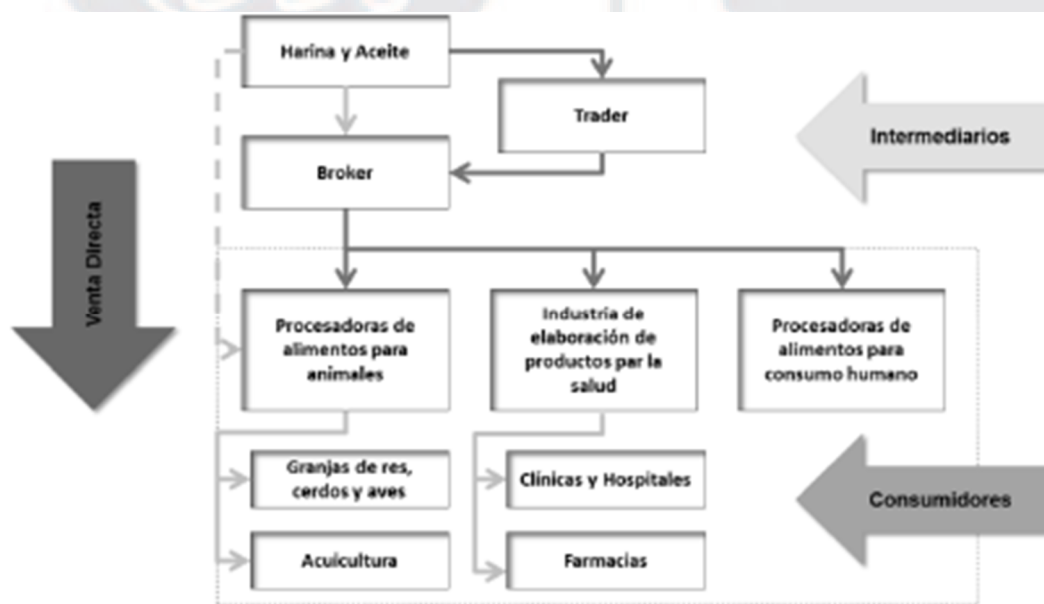 Harina y Aceite
Trader
Intermediarios
Broker
Venta Directa
Procesadoras de
alimentos para
animales
Industria de
elaboración de
productos par la
salud
Procesadoras de
alimentos para
consumo humano
Granjas de res,
cerdos y aves
Clínicas y Hospitales
Consumidores
Acuicultura
Farmacias